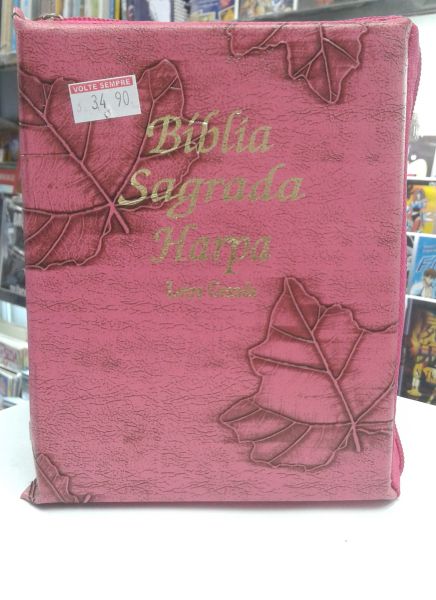 VOLTE SEMPRE
$ 34 90
Bíblia
Sagrada
Harpa
Letra Grande